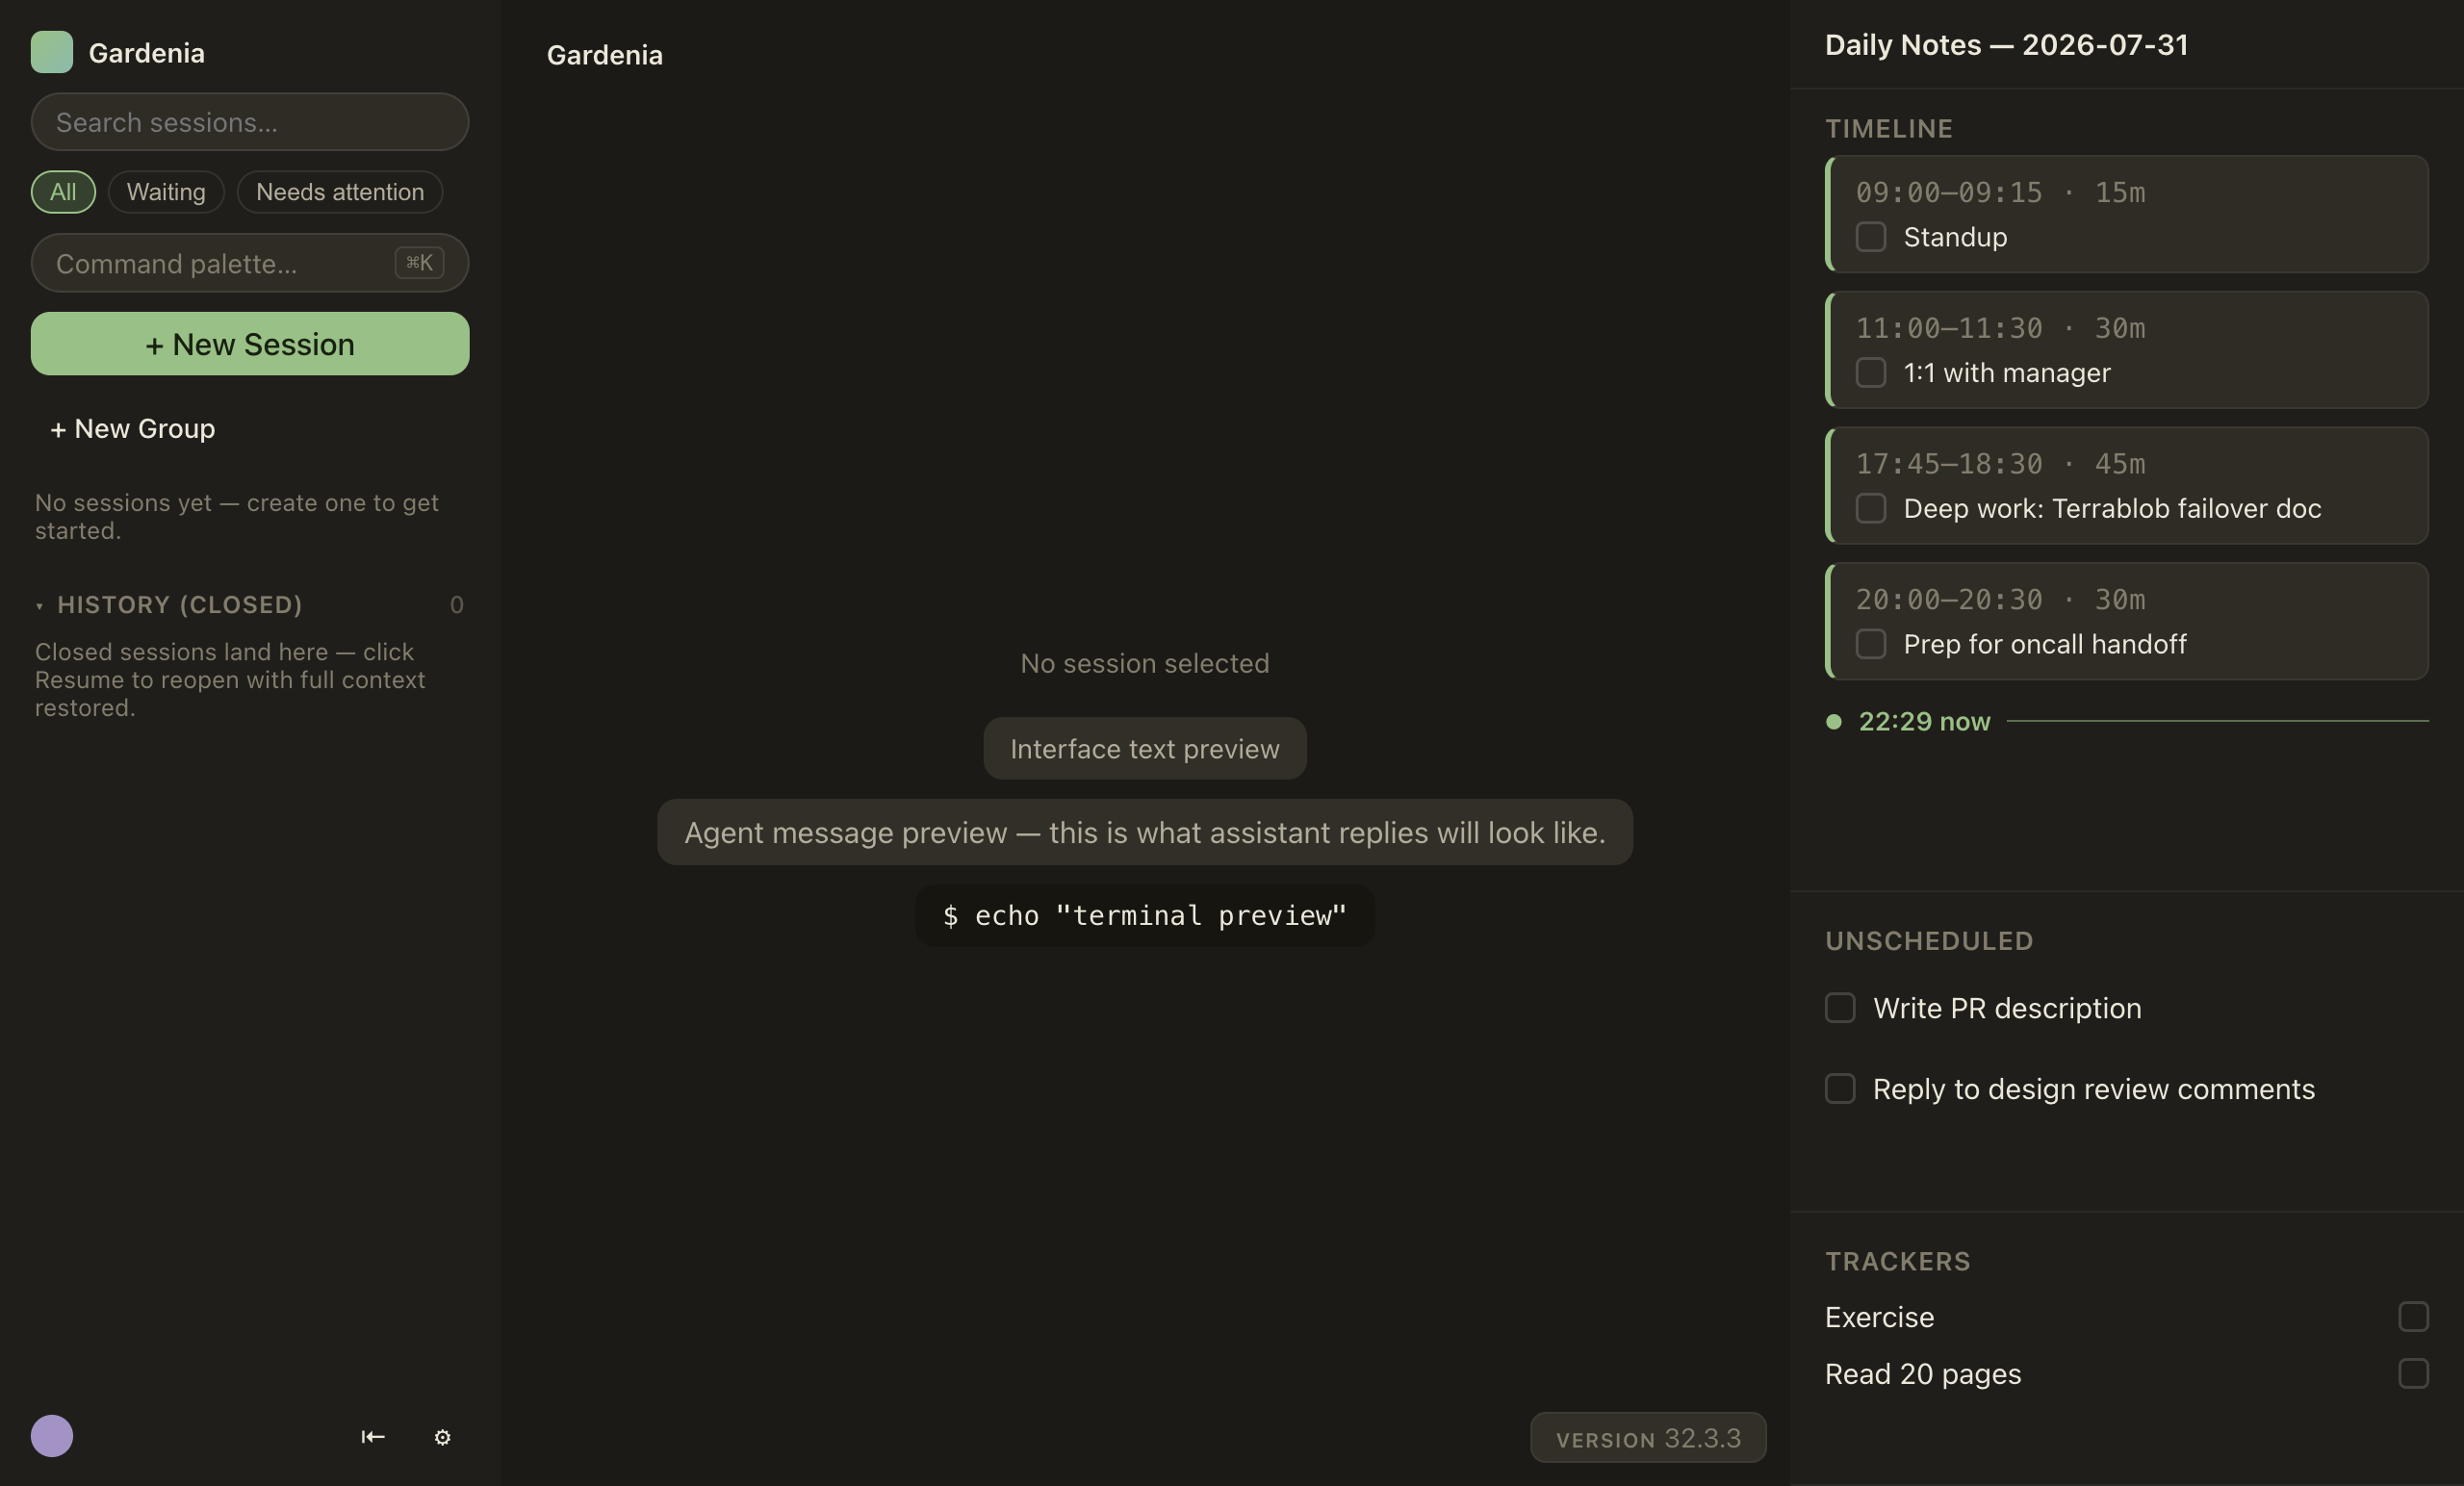 Gardenia
Search sessions...
All
Waiting
Needs attention
Command palette...
⌘K
+ New Session
+ New Group
No sessions yet — create one to get
started.
▾ HISTORY (CLOSED) 0
Closed sessions land here — click
Resume to reopen with full context
restored.
Gardenia
No session selected
Interface text preview
Agent message preview — this is what assistant replies will look like.
$ echo "terminal preview"
VERSION 32.3.3
Daily Notes — 2026-07-31
TIMELINE
09:00–09:15 · 15m
Standup
11:00–11:30 · 30m
1:1 with manager
17:45–18:30 · 45m
Deep work: Terrablob failover doc
20:00–20:30 · 30m
Prep for oncall handoff
22:29 now
UNSCHEDULED
Write PR description
Reply to design review comments
TRACKERS
Exercise
Read 20 pages